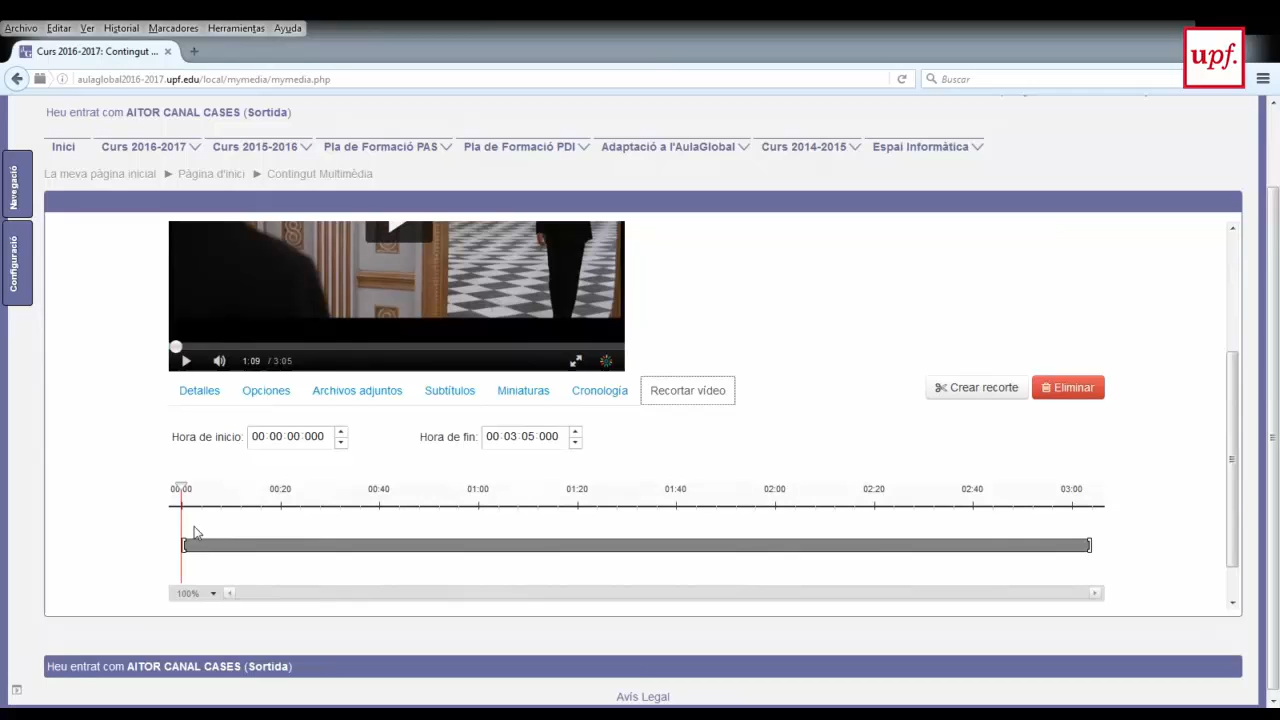 Archivo Editar Ver Historial Marcadores Herramientas Ayuda
Curs 2016-2017: Contingut ...
upf.
aulaglobal2016-2017.upf.edu/local/mymedia/mymedia.php
Buscar
Heu entrat com AITOR CANAL CASES (Sortida)
Inici Curs 2016-2017 Curs 2015-2016 Pla de Formació PAS Pla de Formació PDI Adaptació a l'AulaGlobal Curs 2014-2015 Espai Informàtica
La meva pàgina inicial ► Pàgina d'inici ► Contingut Multimèdia
Navegació
Configuració
1:09 / 3:05
Detalles Opciones Archivos adjuntos Subtítulos Miniaturas Cronología Recortar vídeo Crear recorte Eliminar
Hora de inicio: 00:00:00:000 Hora de fin: 00:03:05:000
00:00 00:20 00:40 01:00 01:20 01:40 02:00 02:20 02:40 03:00
100%
Heu entrat com AITOR CANAL CASES (Sortida)
Avís Legal